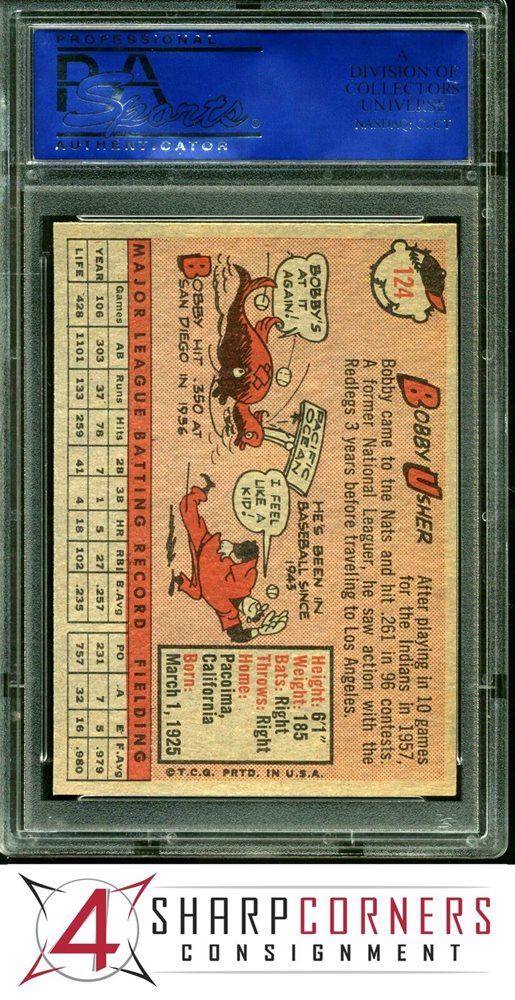 PROFESSIONAL
PSA
Sports®
AUTHENTICATOR
A
DIVISION OF
COLLECTORS
UNIVERSE
NASDAQ: CLCT
124
BOBBY USHER
After playing in 10 games
for the Indians in 1957,
Bobby came to the Nats and hit .261 in 96 contests.
A former National Leaguer, he saw action with the
Redlegs 3 years before travelling to Los Angeles.
BOBBY'S
AT IT
AGAIN!
PACIFIC
OCEAN
BOBBY HIT .350 AT
SAN DIEGO IN 1956
HE'S BEEN IN
BASEBALL SINCE
1943
I FEEL
LIKE A
KID!
Height: 6'1"
Weight: 185
Bats: Right
Throws: Right
Home:
Pacoima,
California
Born:
March 1, 1925
©T.C.G. PRTD. IN U.S.A.
MAJOR LEAGUE BATTING RECORD FIELDING
Games AB Runs Hits 2B 3B HR RBI B.Avg PO A E F.Avg
YEAR 106 303 37 78 7 1 5 27 .257 231 7 5 .979
LIFE 428 1101 133 259 41 4 18 102 .235 757 32 16 .980
4 SHARPCORNERS
CONSIGNMENT